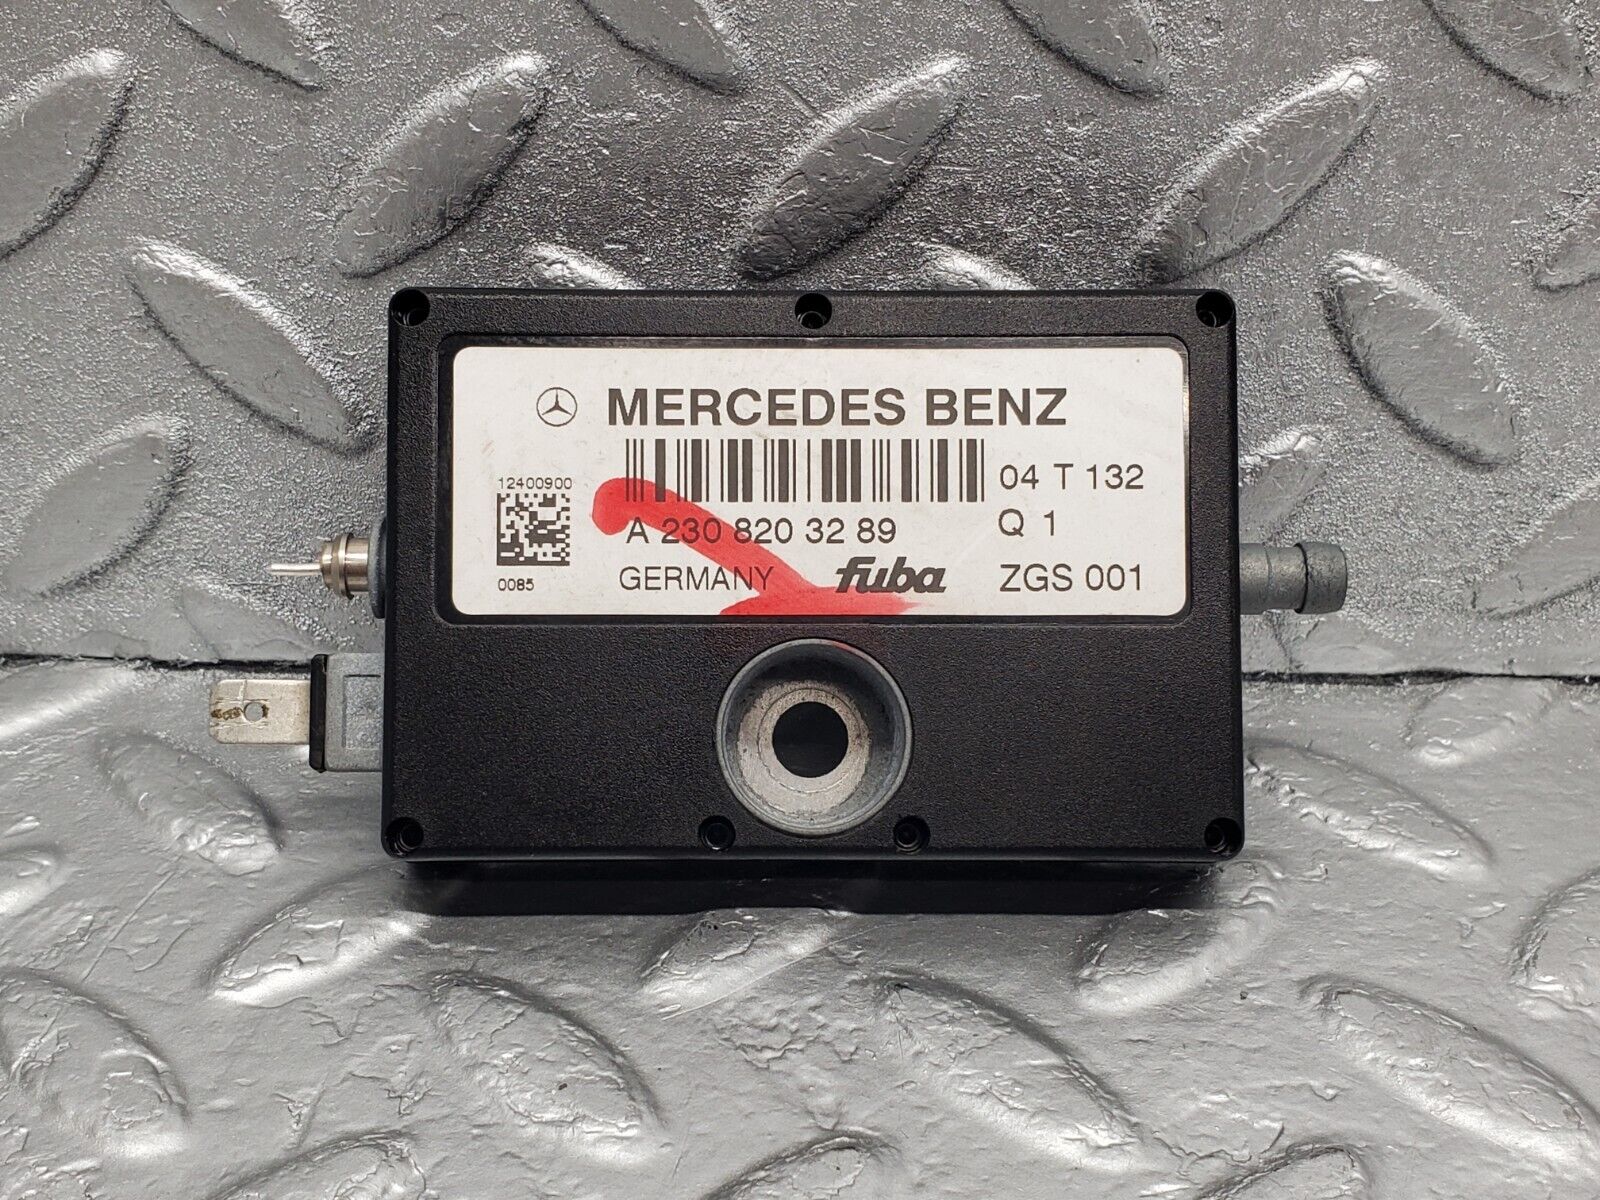 MERCEDES BENZ
12400900
04 T 132
A 230 820 32 89
Q 1
0085
GERMANY fuba ZGS 001